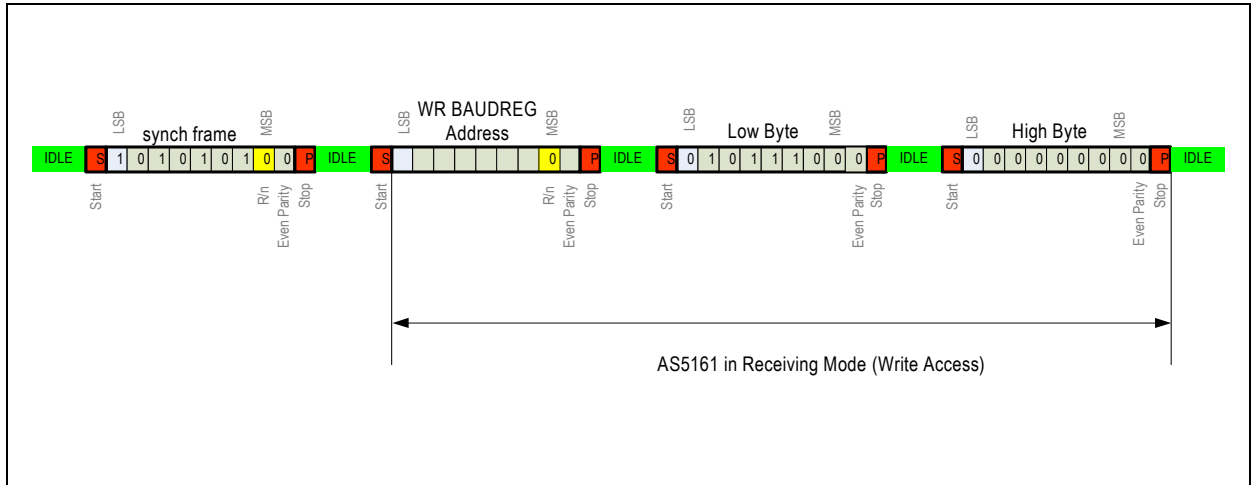 LSB
synch frame
MSB
LSB
WR BAUDREG
Address
MSB
LSB
Low Byte
MSB
LSB
High Byte
MSB
IDLE S 1 0 1 0 1 0 1 0 0 P IDLE S 0 P IDLE S 0 1 0 1 1 1 0 0 0 P IDLE S 0 0 0 0 0 0 0 0 0 P IDLE
Start
R/n
Even Parity
Stop
Start
R/n
Even Parity
Stop
Start
Even Parity
Stop
Start
Even Parity
Stop
AS5161 in Receiving Mode (Write Access)